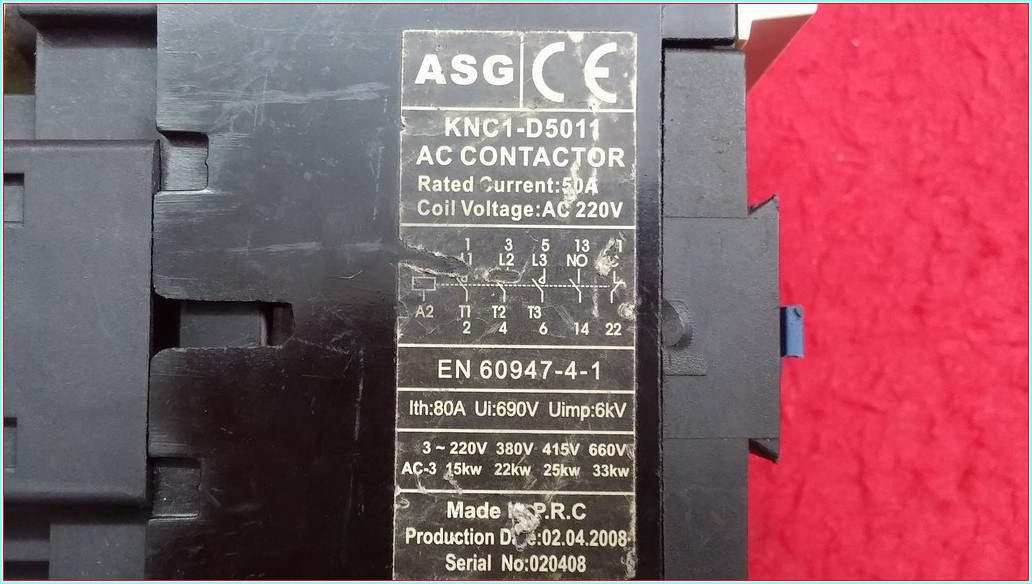 ASG CE
KNC1-D5011
AC CONTACTOR
Rated Current:50A
Coil Voltage:AC 220V
1 3 5 13
L2 L3 NO
A2 T1 T2 T3
2 4 6 14 22
EN 60947-4-1
Ith:80A Ui:690V Uimp:6kV
3~220V 380V 415V 660V
AC-3 15kw 22kw 25kw 33kw
Made P.R.C
Production Date:02.04.2008
Serial No:020408